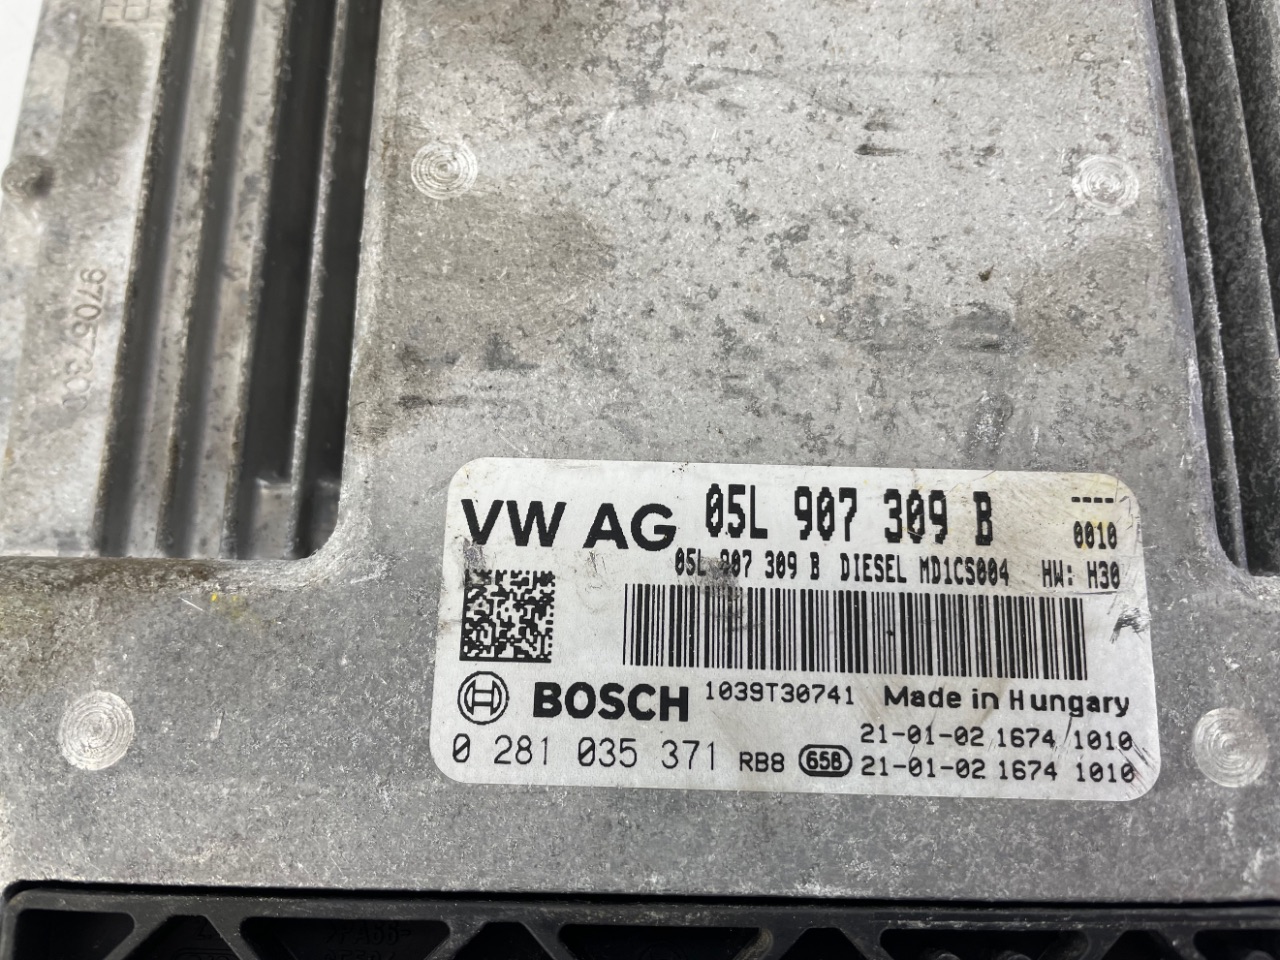 VW AG 05L 907 309 B ----
0010
05L 907 309 B DIESEL MD1CS004 HW: H30
BOSCH 1039T30741 Made in Hungary
0 281 035 371 RB8 65B 21-01-02 1674 1010
21-01-02 1674 1010